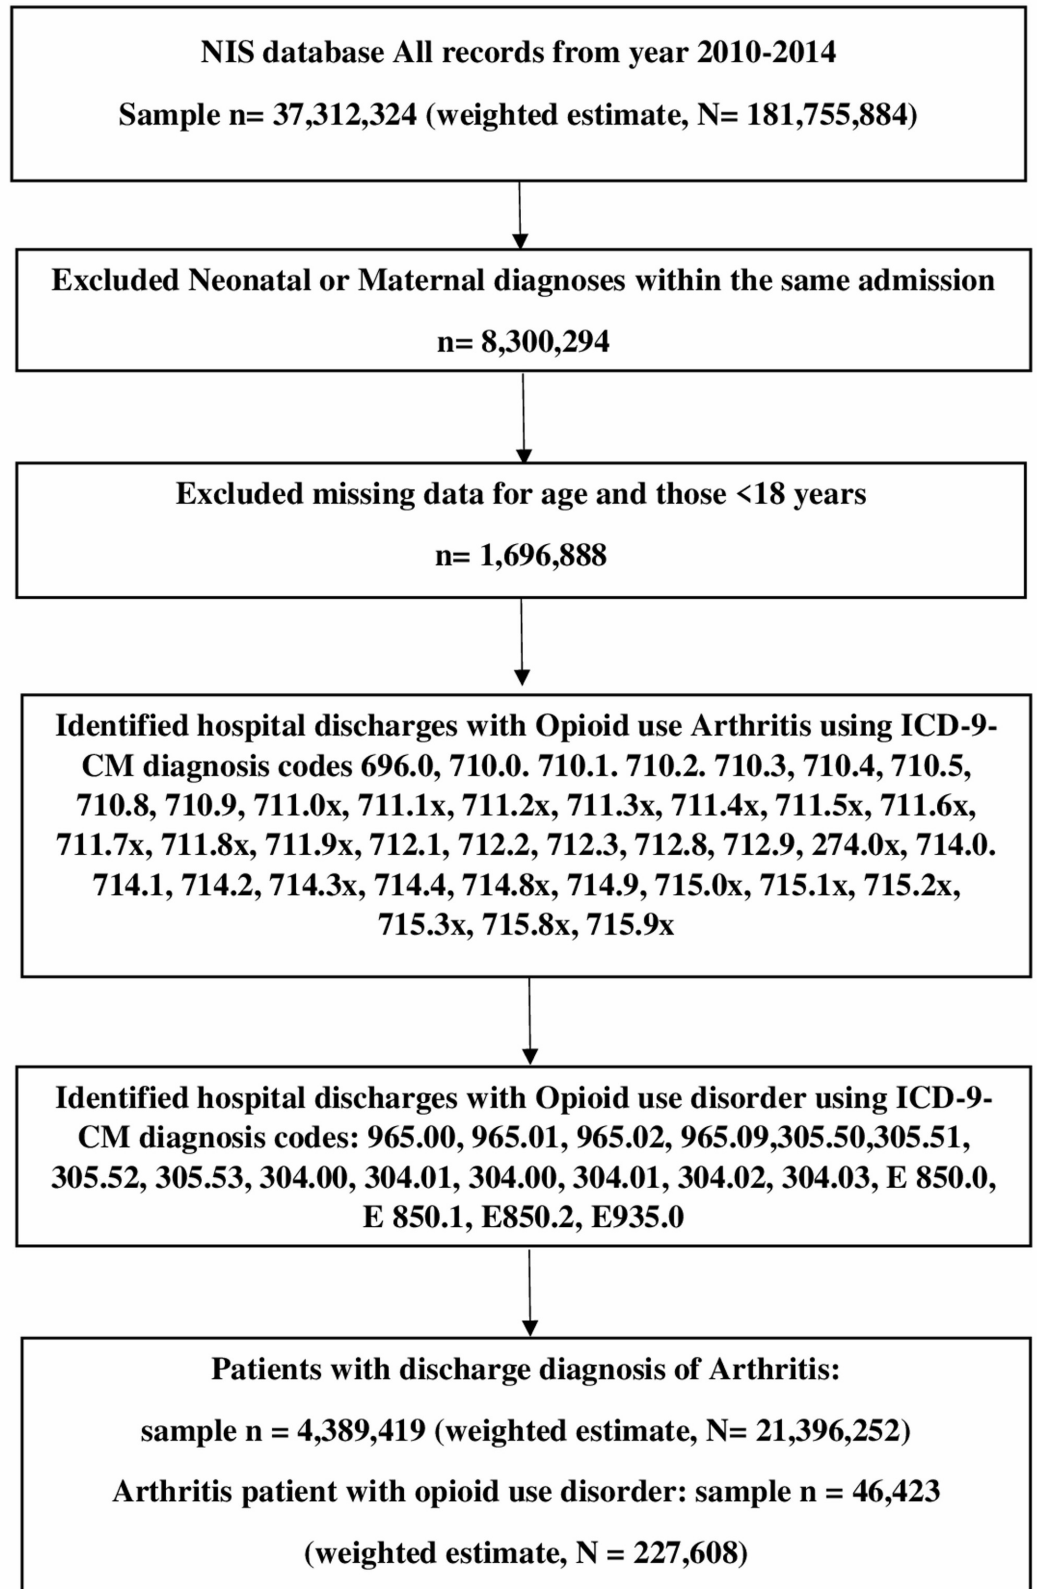 NIS database All records from year 2010-2014
Sample n= 37,312,324 (weighted estimate, N= 181,755,884)
Excluded Neonatal or Maternal diagnoses within the same admission
n= 8,300,294
Excluded missing data for age and those <18 years
n= 1,696,888
Identified hospital discharges with Opioid use Arthritis using ICD-9-
CM diagnosis codes 696.0, 710.0. 710.1. 710.2. 710.3, 710.4, 710.5,
710.8, 710.9, 711.0x, 711.1x, 711.2x, 711.3x, 711.4x, 711.5x, 711.6x,
711.7x, 711.8x, 711.9x, 712.1, 712.2, 712.3, 712.8, 712.9, 274.0x, 714.0.
714.1, 714.2, 714.3x, 714.4, 714.8x, 714.9, 715.0x, 715.1x, 715.2x,
715.3x, 715.8x, 715.9x
Identified hospital discharges with Opioid use disorder using ICD-9-
CM diagnosis codes: 965.00, 965.01, 965.02, 965.09,305.50,305.51,
305.52, 305.53, 304.00, 304.01, 304.00, 304.01, 304.02, 304.03, E 850.0,
E 850.1, E850.2, E935.0
Patients with discharge diagnosis of Arthritis:
sample n = 4,389,419 (weighted estimate, N= 21,396,252)
Arthritis patient with opioid use disorder: sample n = 46,423
(weighted estimate, N = 227,608)